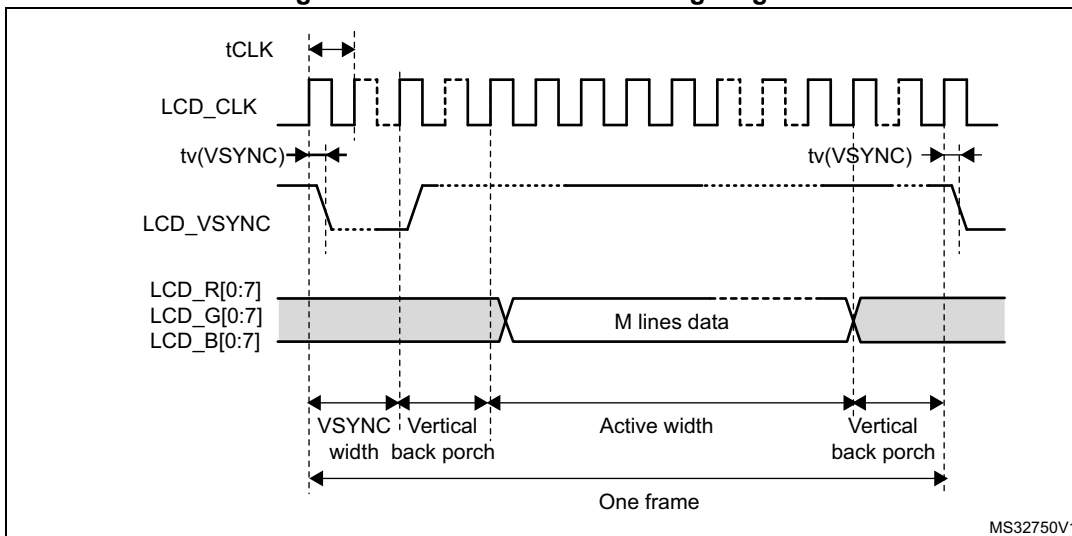 tCLK
LCD_CLK
tv(VSYNC)
tv(VSYNC)
LCD_VSYNC
LCD_R[0:7]
LCD_G[0:7]
LCD_B[0:7]
M lines data
VSYNC
width
Vertical
back porch
Active width
Vertical
back porch
One frame
MS32750V1